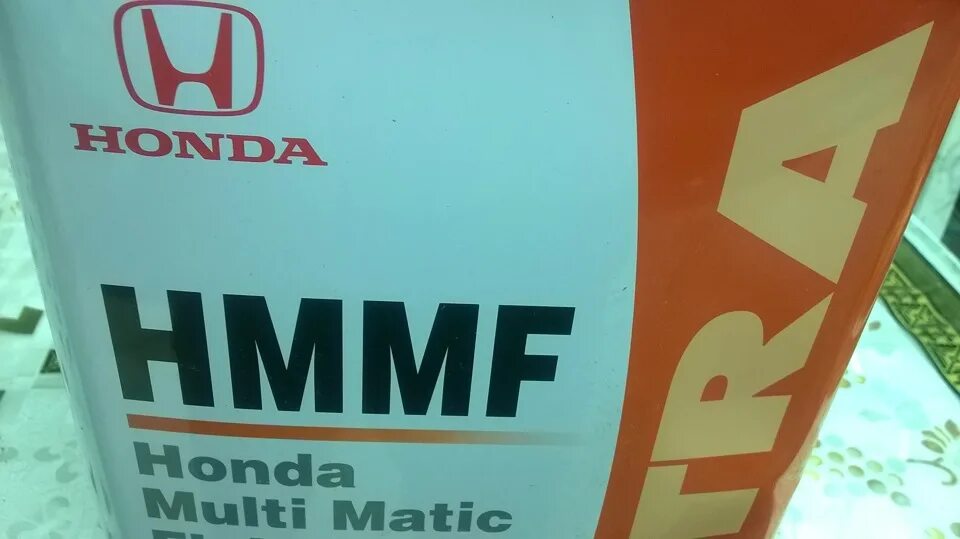 HONDA
HMMF
Honda
Multi Matic
TRA